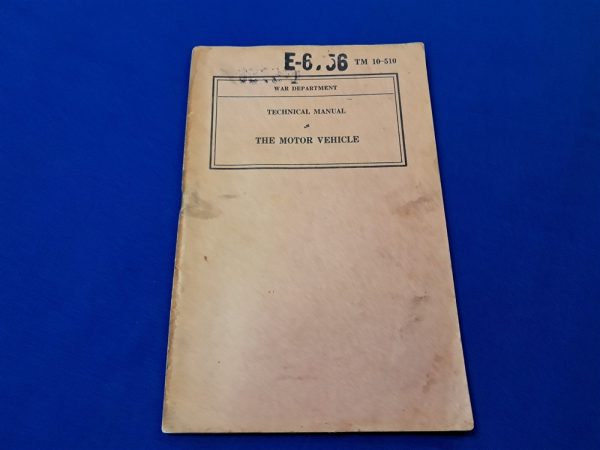 E-6.56 TM 10-510
WAR DEPARTMENT
TECHNICAL MANUAL
THE MOTOR VEHICLE